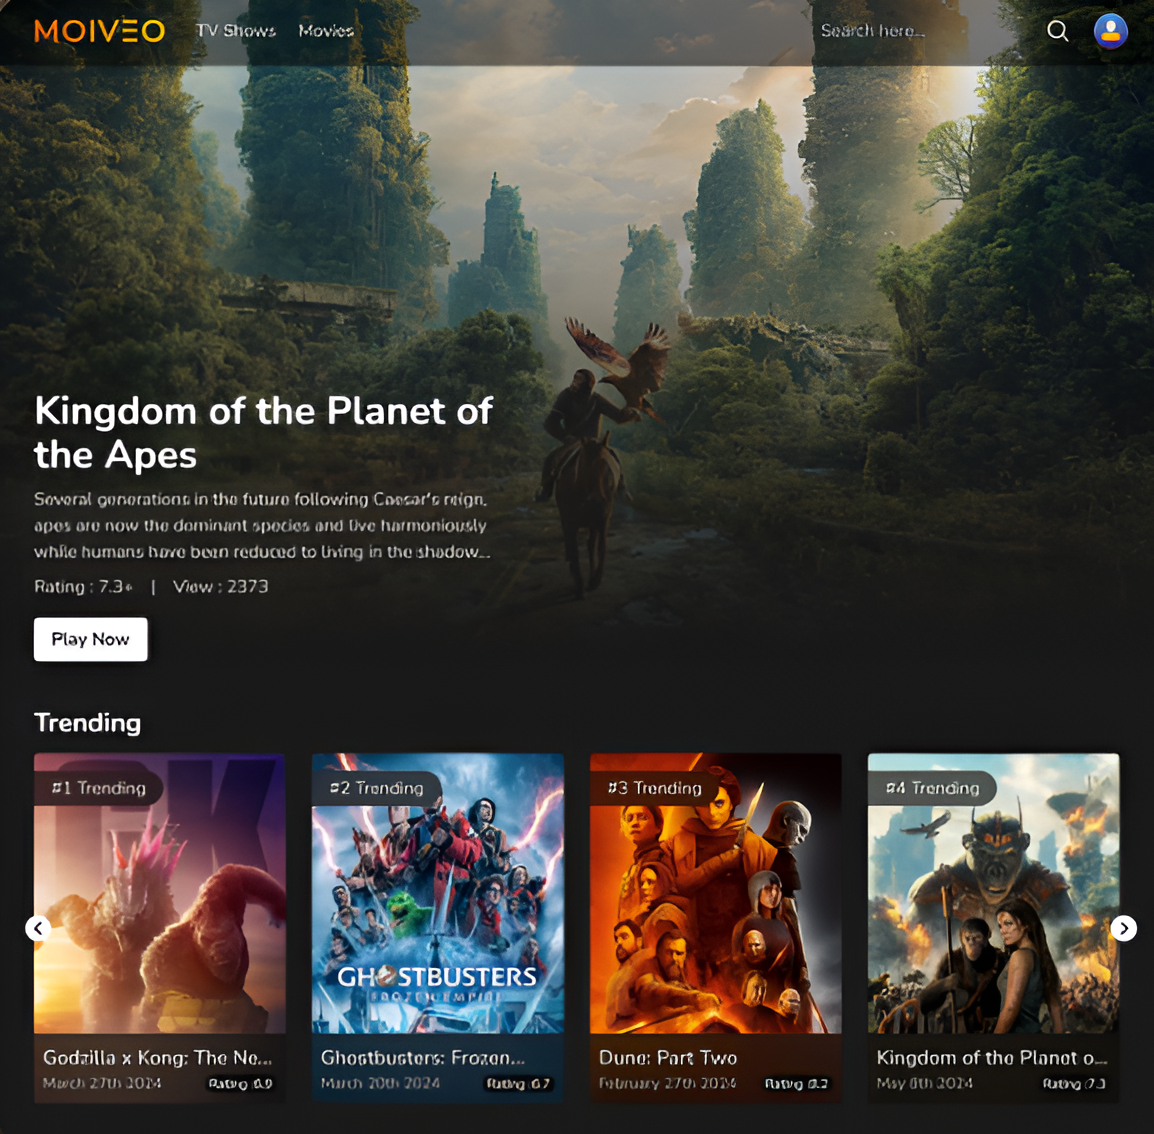 MOIVEO TV Shows Movies Search here...
Kingdom of the Planet of
the Apes
Several generations in the future following Caesar's reign,
apes are now the dominant species and live harmoniously
while humans have been reduced to living in the shadow...
Rating : 7.3+ | View : 2373
Play Now
Trending
#1 Trending
#2 Trending
#3 Trending
#4 Trending
GHOSTBUSTERS
FROZEN EMPIRE
Godzilla x Kong: The Ne...
March 27th 2024 Rating
Ghostbusters: Frozen...
March 20th 2024 Rating :6.7
Dune: Part Two
February 27th 2024 Rating :8.2
Kingdom of the Planet o...
May 8th 2024 Rating :7.3